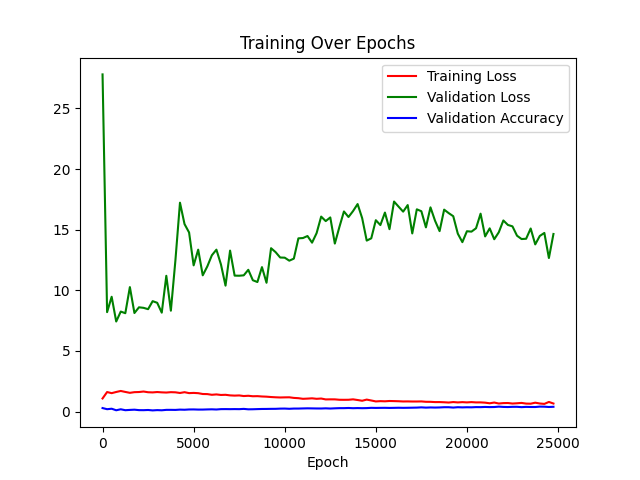 Training Over Epochs
Training Loss
Validation Loss
Validation Accuracy
25
20
15
10
5
0
0 5000 10000 15000 20000 25000
Epoch